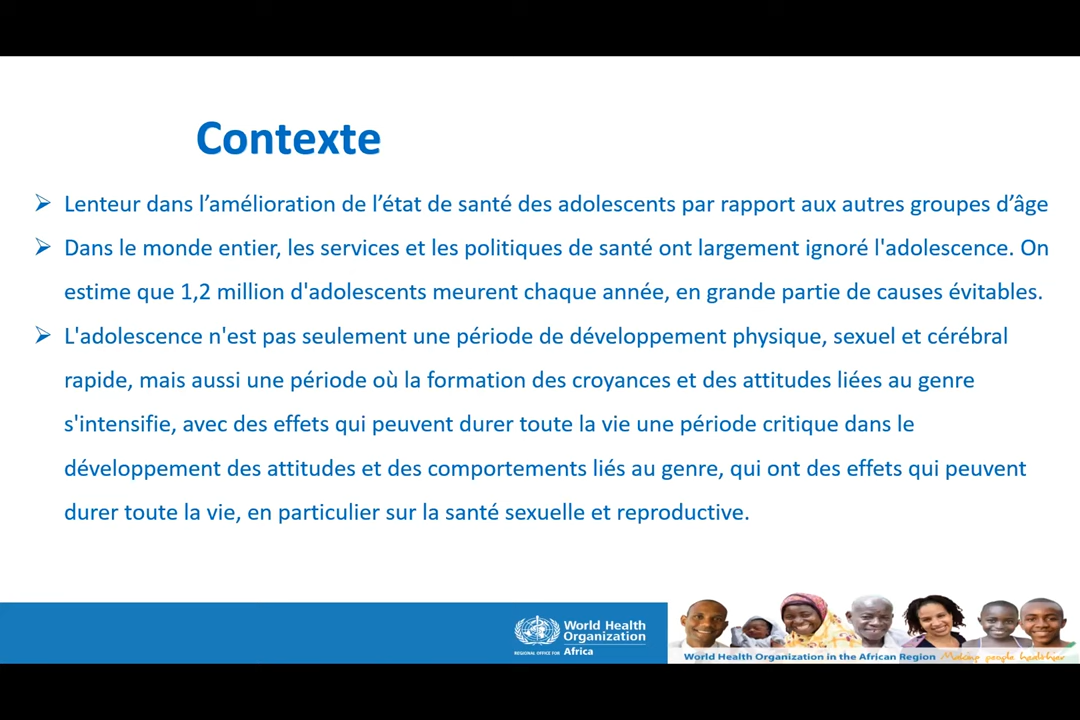 Contexte
Lenteur dans l’amélioration de l’état de santé des adolescents par rapport aux autres groupes d’âge
Dans le monde entier, les services et les politiques de santé ont largement ignoré l'adolescence. On
estime que 1,2 million d'adolescents meurent chaque année, en grande partie de causes évitables.
L'adolescence n'est pas seulement une période de développement physique, sexuel et cérébral
rapide, mais aussi une période où la formation des croyances et des attitudes liées au genre
s'intensifie, avec des effets qui peuvent durer toute la vie une période critique dans le
développement des attitudes et des comportements liés au genre, qui ont des effets qui peuvent
durer toute la vie, en particulier sur la santé sexuelle et reproductive.
World Health
Organization
REGIONAL OFFICE FOR Africa
World Health Organization in the African Region Making people healthier